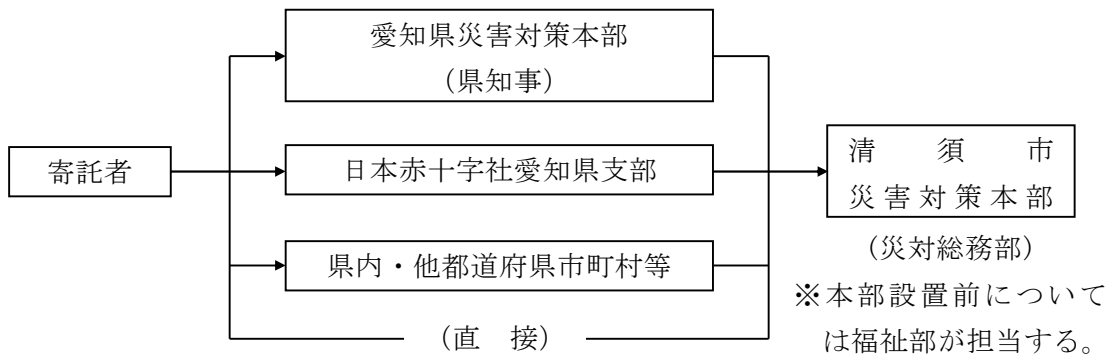 愛知県災害対策本部
（県知事）
寄託者
日本赤十字社愛知県支部
清須市
災害対策本部
県内・他都道府県市町村等
（災対総務部）
※本部設置前について
は福祉部が担当する。
（直　接）